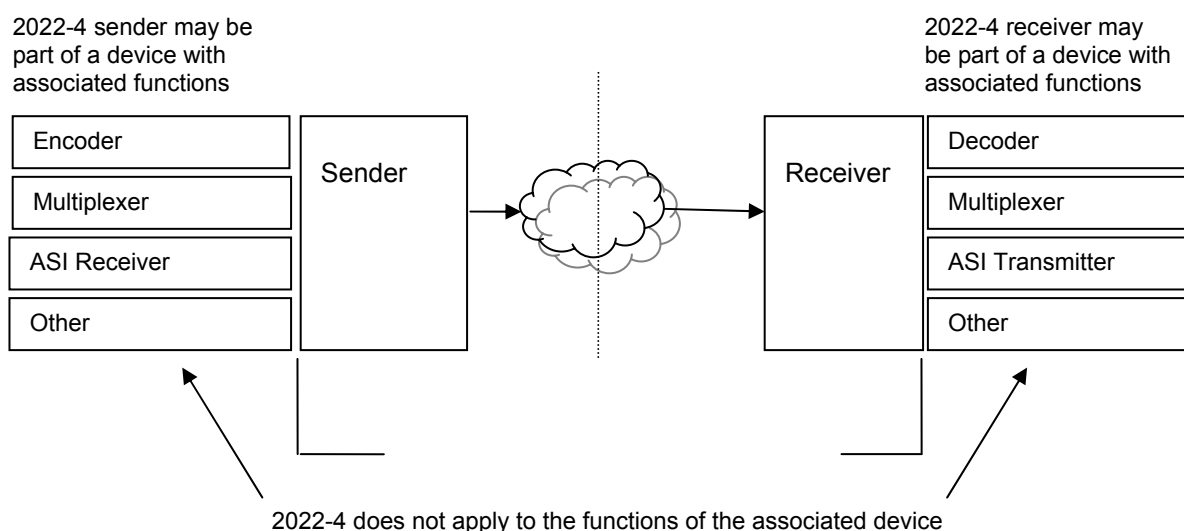 2022-4 sender may be
part of a device with
associated functions
2022-4 receiver may
be part of a device with
associated functions
Encoder
Multiplexer
ASI Receiver
Other
Sender
Receiver
Decoder
Multiplexer
ASI Transmitter
Other
2022-4 does not apply to the functions of the associated device